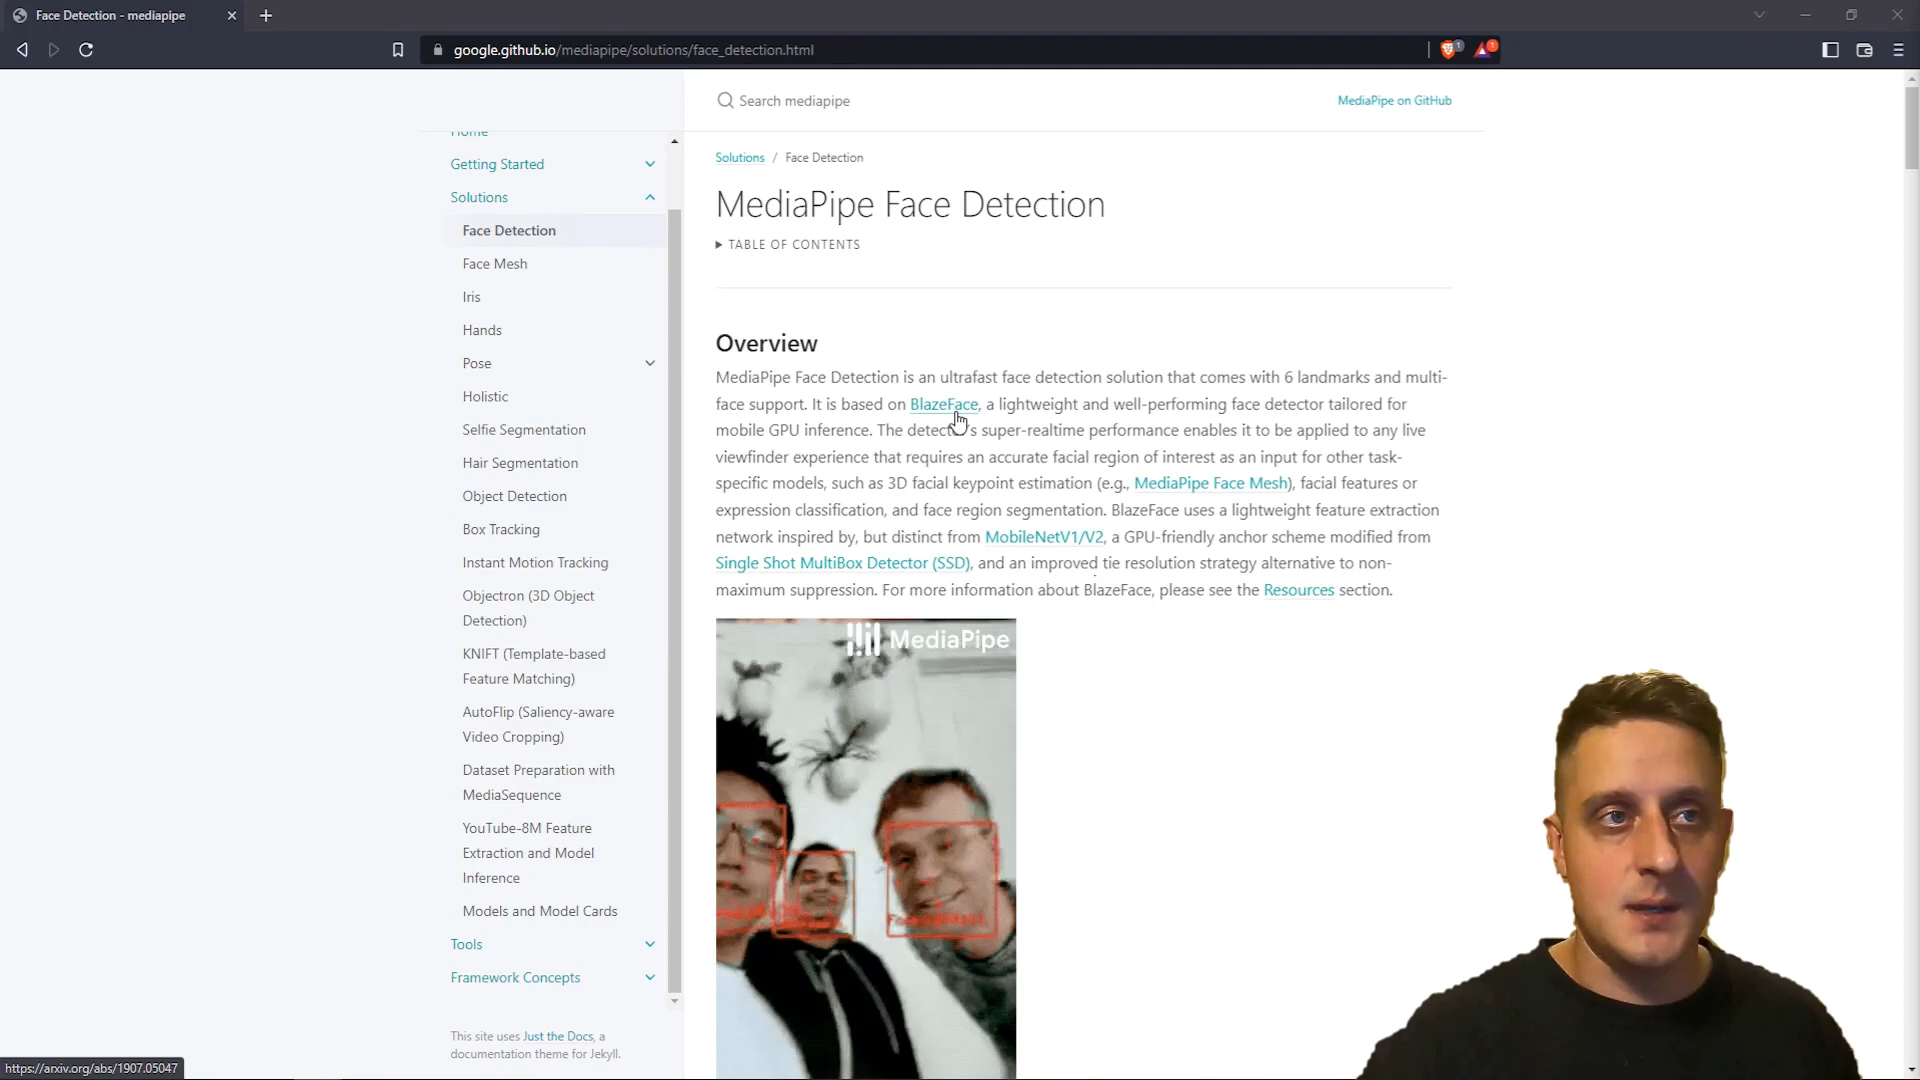 Face Detection - mediapipe
google.github.io/mediapipe/solutions/face_detection.html
1
1
Search mediapipe
MediaPipe on GitHub
Home
Getting Started
Solutions
Face Detection
Face Mesh
Iris
Hands
Pose
Holistic
Selfie Segmentation
Hair Segmentation
Object Detection
Box Tracking
Instant Motion Tracking
Objectron (3D Object
Detection)
KNIFT (Template-based
Feature Matching)
AutoFlip (Saliency-aware
Video Cropping)
Dataset Preparation with
MediaSequence
YouTube-8M Feature
Extraction and Model
Inference
Models and Model Cards
Tools
Framework Concepts
This site uses Just the Docs, a
documentation theme for Jekyll.
Solutions / Face Detection
MediaPipe Face Detection
TABLE OF CONTENTS
Overview
MediaPipe Face Detection is an ultrafast face detection solution that comes with 6 landmarks and multi-
face support. It is based on BlazeFace, a lightweight and well-performing face detector tailored for
mobile GPU inference. The detector's super-realtime performance enables it to be applied to any live
viewfinder experience that requires an accurate facial region of interest as an input for other task-
specific models, such as 3D facial keypoint estimation (e.g., MediaPipe Face Mesh), facial features or
expression classification, and face region segmentation. BlazeFace uses a lightweight feature extraction
network inspired by, but distinct from MobileNetV1/V2, a GPU-friendly anchor scheme modified from
Single Shot MultiBox Detector (SSD), and an improved tie resolution strategy alternative to non-
maximum suppression. For more information about BlazeFace, please see the Resources section.
MediaPipe
https://arxiv.org/abs/1907.05047